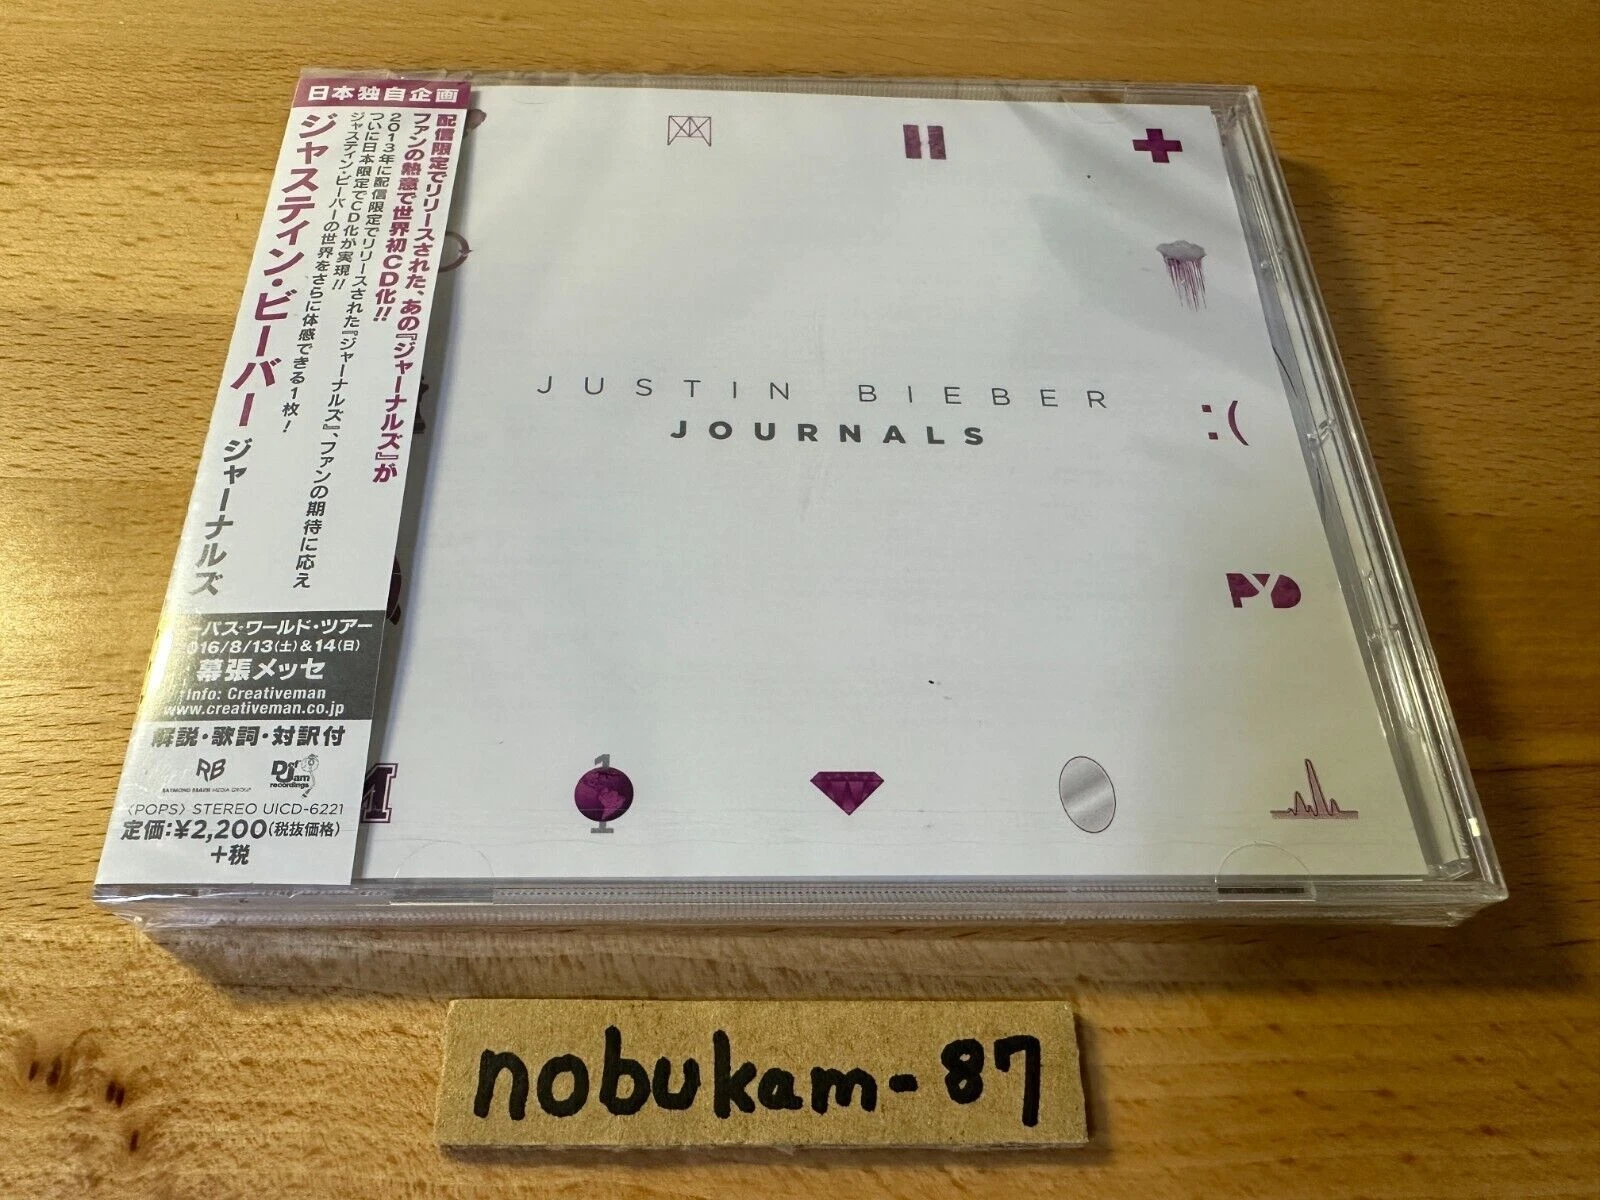 日本独自企画
配信限定でリリースされた、あの『ジャーナルズ』が
ファンの熱意で世界初CD化!!
2013年に配信限定でリリースされた『ジャーナルズ』、ファンの期待に応え
ついに日本限定でCD化が実現!!
ジャスティン・ビーバーの世界をさらに体感できる1枚!
ジャスティン・ビーバー ジャーナルズ
ーパス・ワールド・ツアー
016/8/13(土)&14(日)
幕張メッセ
info: Creativeman
www.creativeman.co.jp
解説・歌詞・対訳付
RB
RAYMOND BRAUN MEDIA GROUP
Def Jam
recordings
〈POPS〉 STEREO UICD-6221
定価:¥2,200(税抜価格)
+税
JUSTIN BIEBER
JOURNALS
:(
PYD
1
1
M
nobukam-87